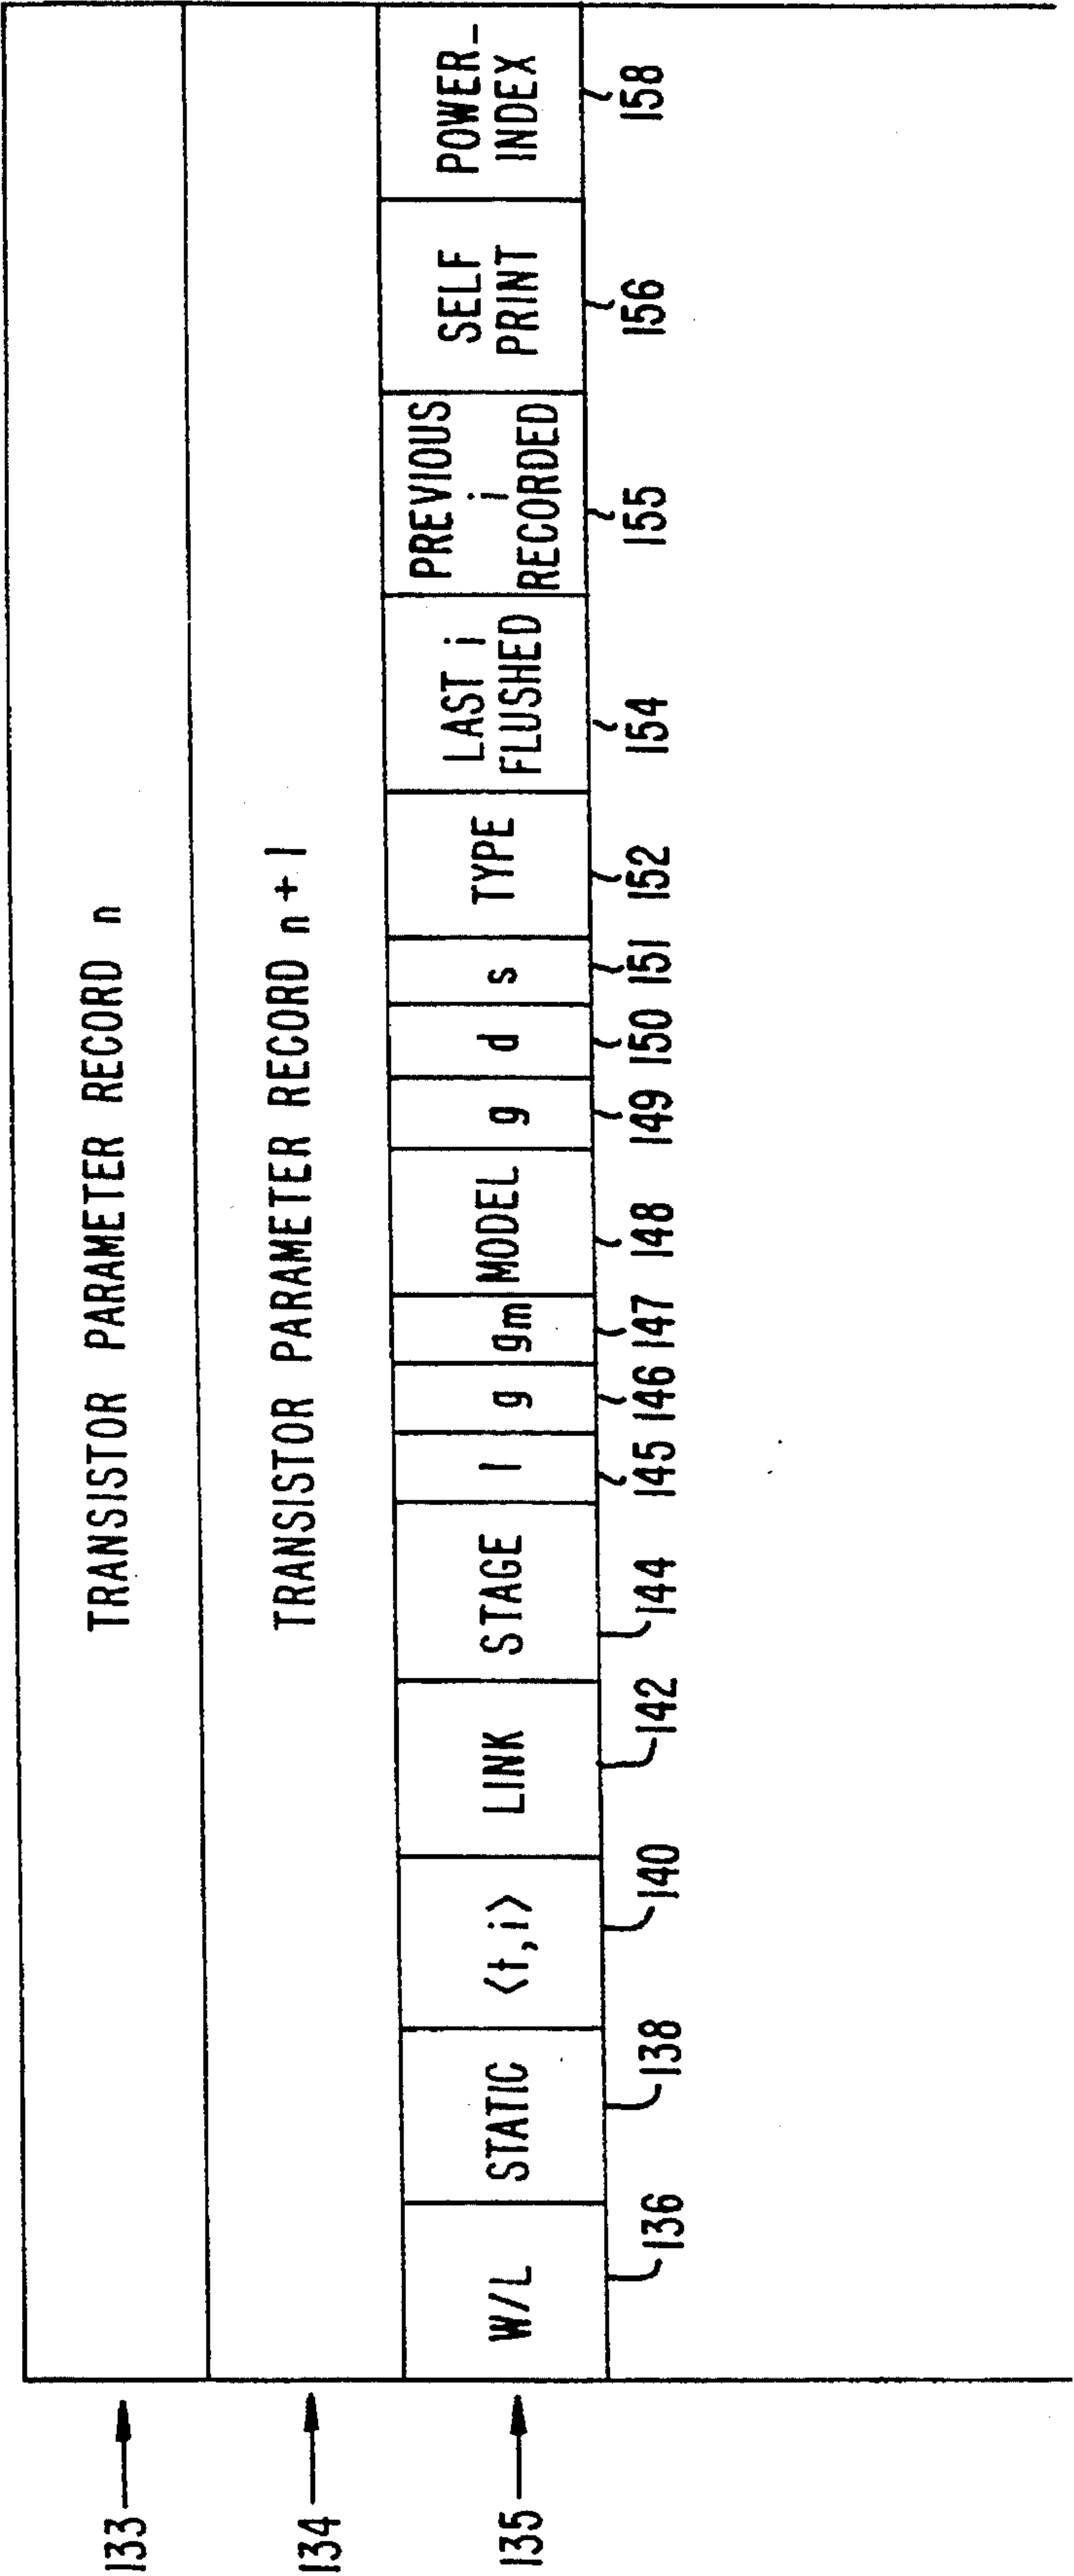 133
TRANSISTOR PARAMETER RECORD n
134
TRANSISTOR PARAMETER RECORD n+1
135
W/L
STATIC
<t,i>
LINK
STAGE
I
g
gm
MODEL
g
d
s
TYPE
LAST i
FLUSHED
PREVIOUS
i
RECORDED
SELF
PRINT
POWER_
INDEX
136
138
140
142
144
145
146
147
148
149
150
151
152
154
155
156
158